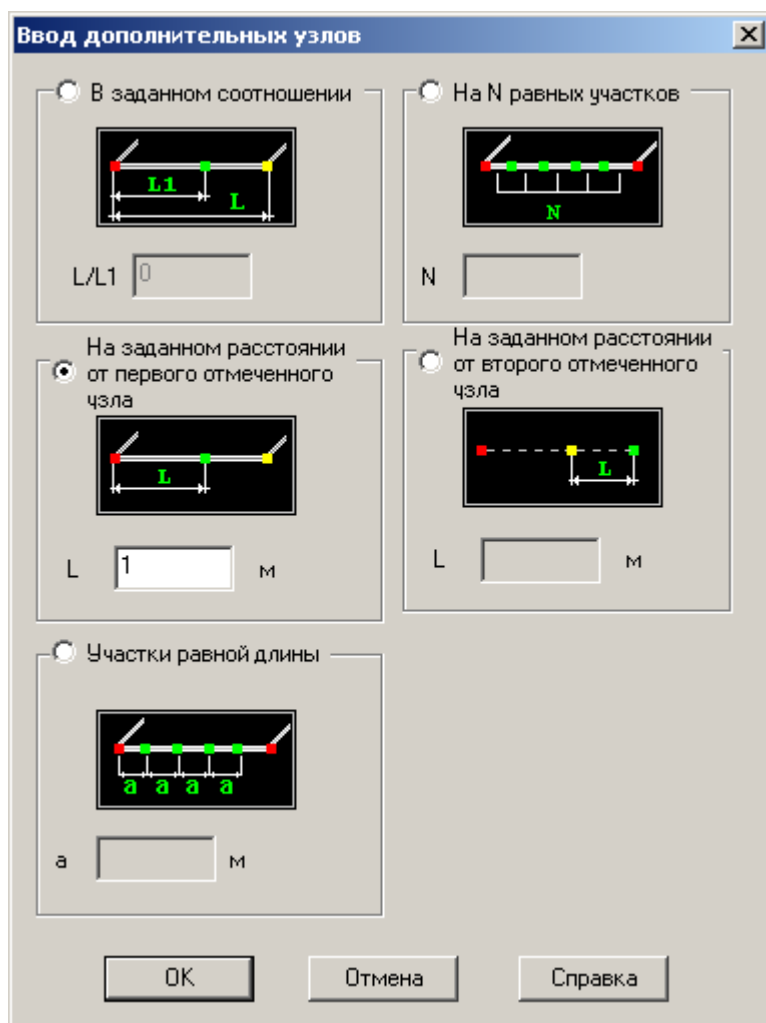 Ввод дополнительных узлов
В заданном соотношении
L1
L
L/L1 0
На N равных участков
N
N
На заданном расстоянии
от первого отмеченного
узла
L
L 1 м
На заданном расстоянии
от второго отмеченного
узла
L
L м
Участки равной длины
a a a a
а м
OK Отмена Справка